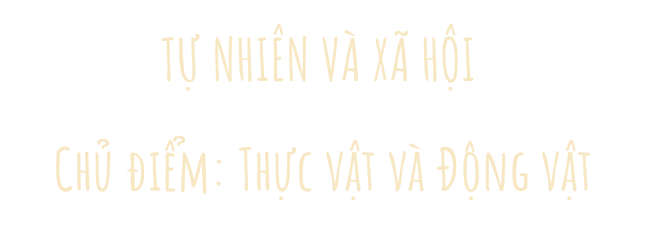 TỰ NHIÊN VÀ XÃ HỘI
CHỦ ĐIỂM: THỰC VẬT VÀ ĐỘNG VẬT